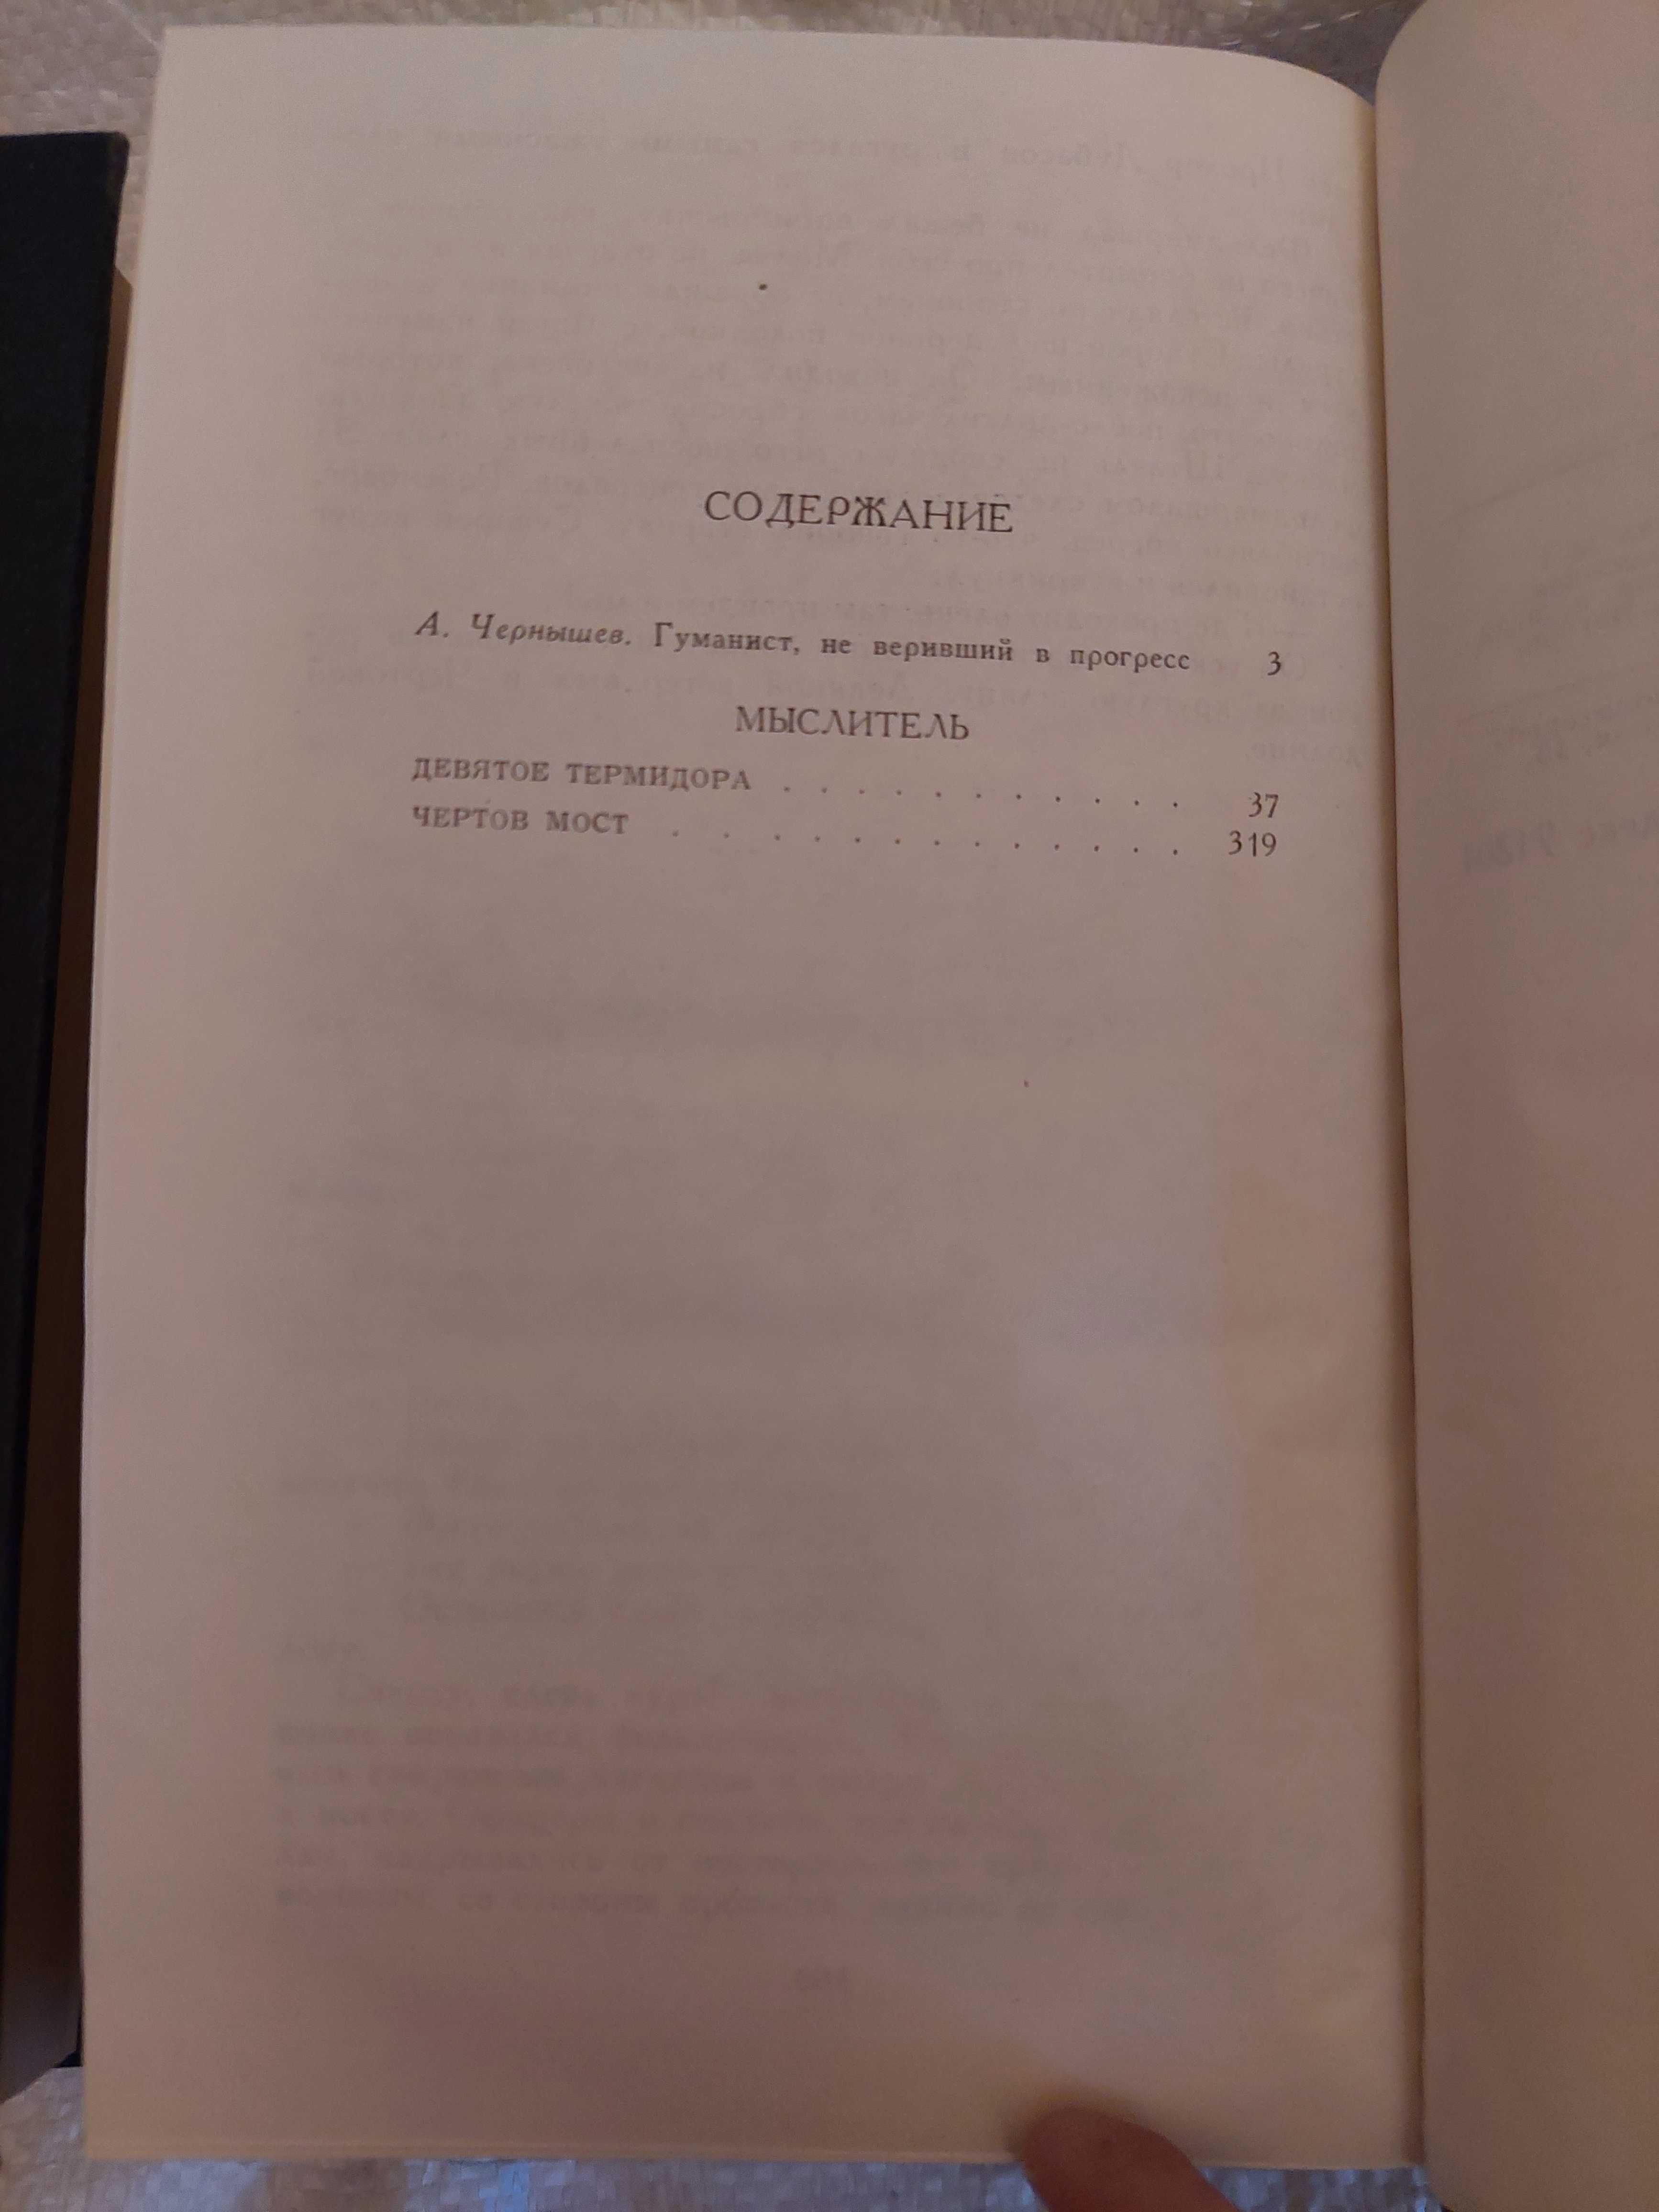 СОДЕРЖАНИЕ
А. Чернышев. Гуманист, не веривший в прогресс 3
МЫСЛИТЕЛЬ
ДЕВЯТОЕ ТЕРМИДОРА . . . . . . . . . . . 37
ЧЕРТОВ МОСТ . . . . . . . . . . . 319